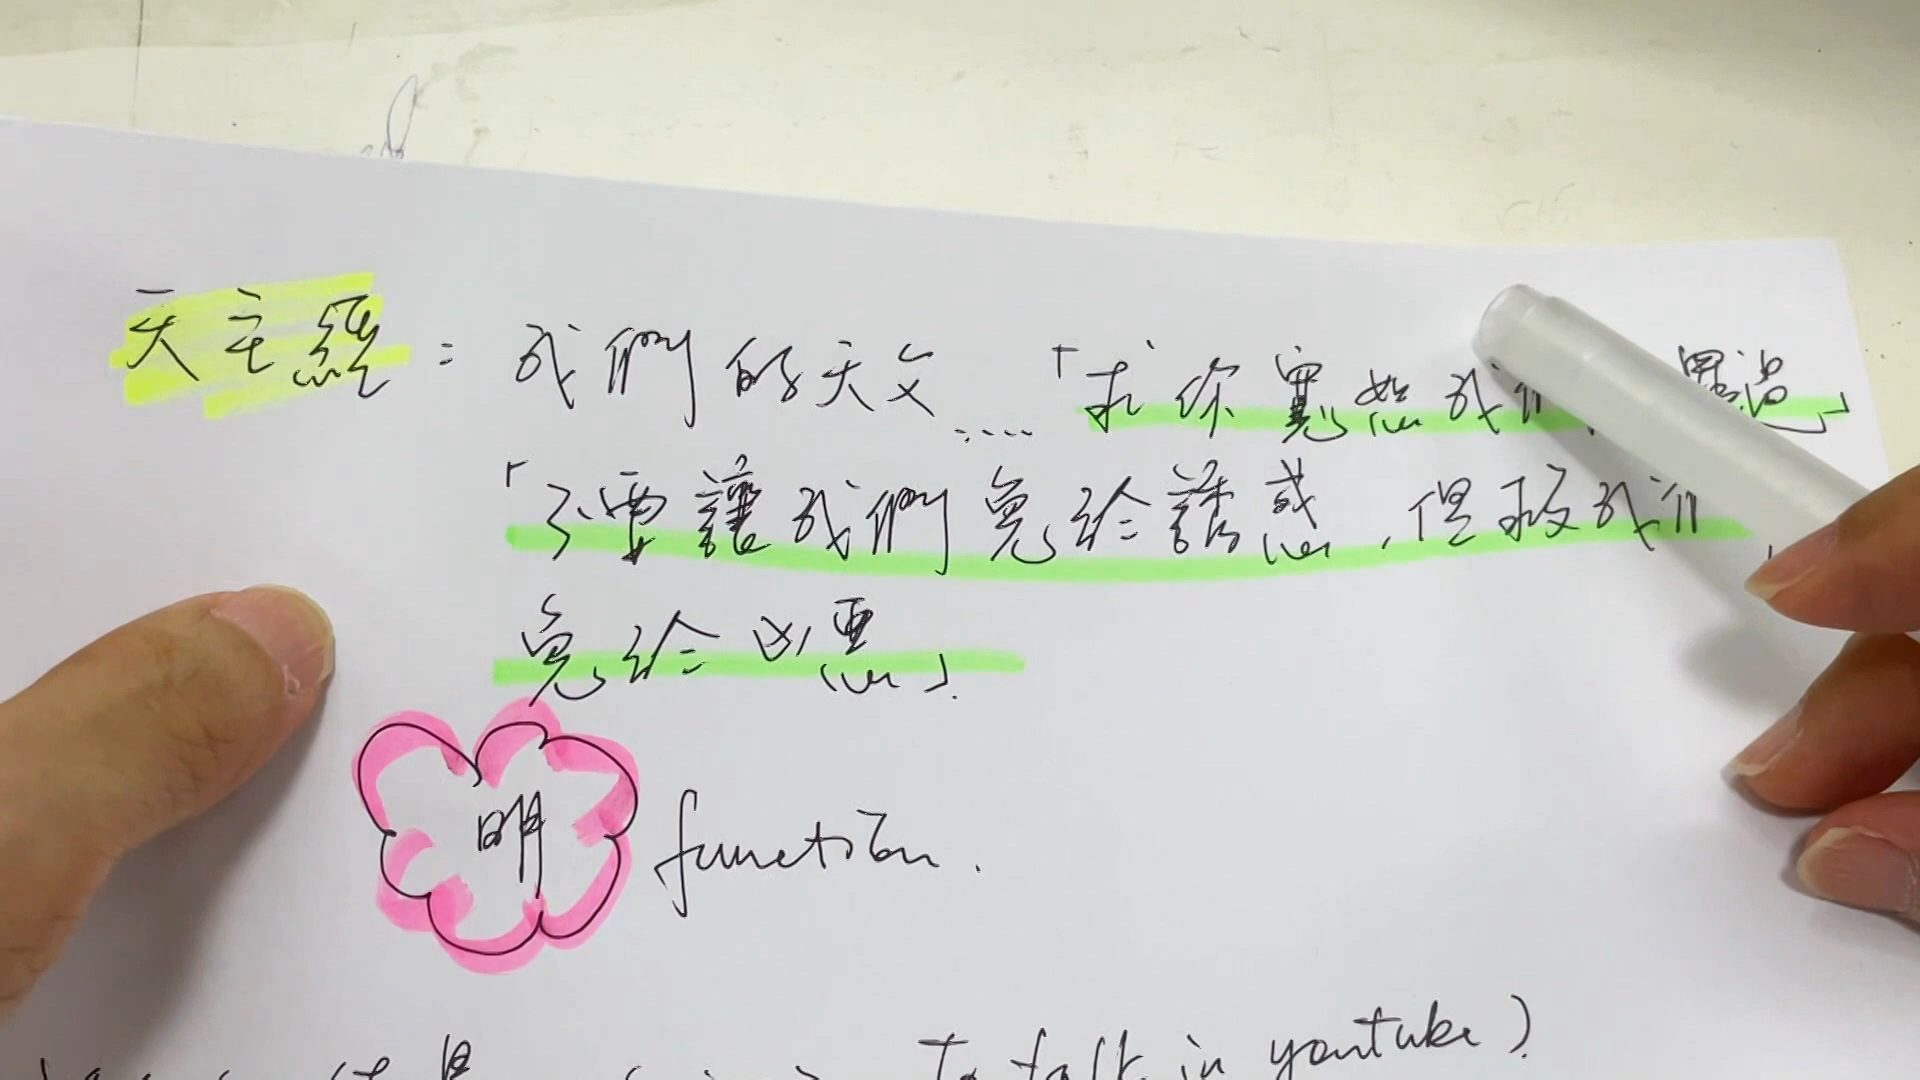 天主經：我們的天父....「求你寬恕我們罪過」
「不要讓我們免於誘惑，但救我們
免於凶惡」.
明 function.
To talk in youtube)